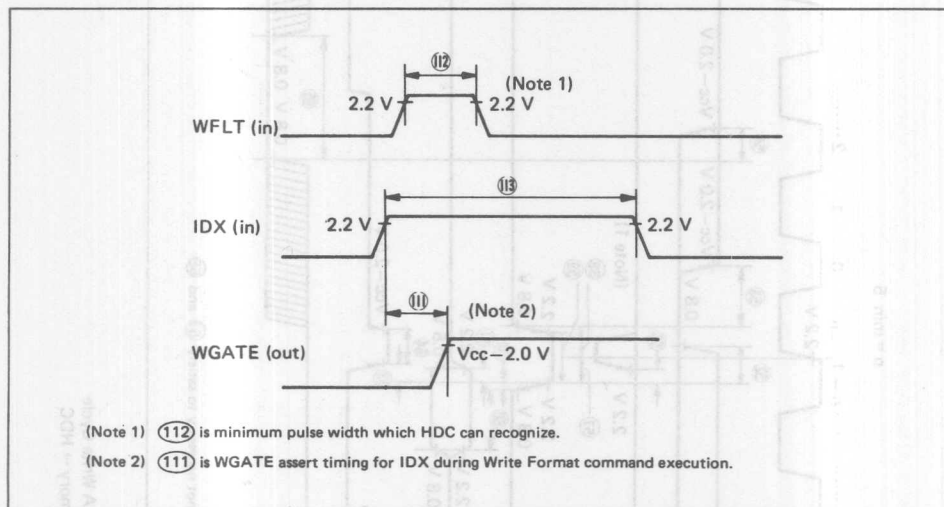 ⑪② (Note 1)
2.2 V 2.2 V
WFLT (in)
⑪③
IDX (in) 2.2 V 2.2 V
⑪① (Note 2)
WGATE (out) Vcc−2.0 V
(Note 1) (112) is minimum pulse width which HDC can recognize.
(Note 2) (111) is WGATE assert timing for IDX during Write Format command execution.